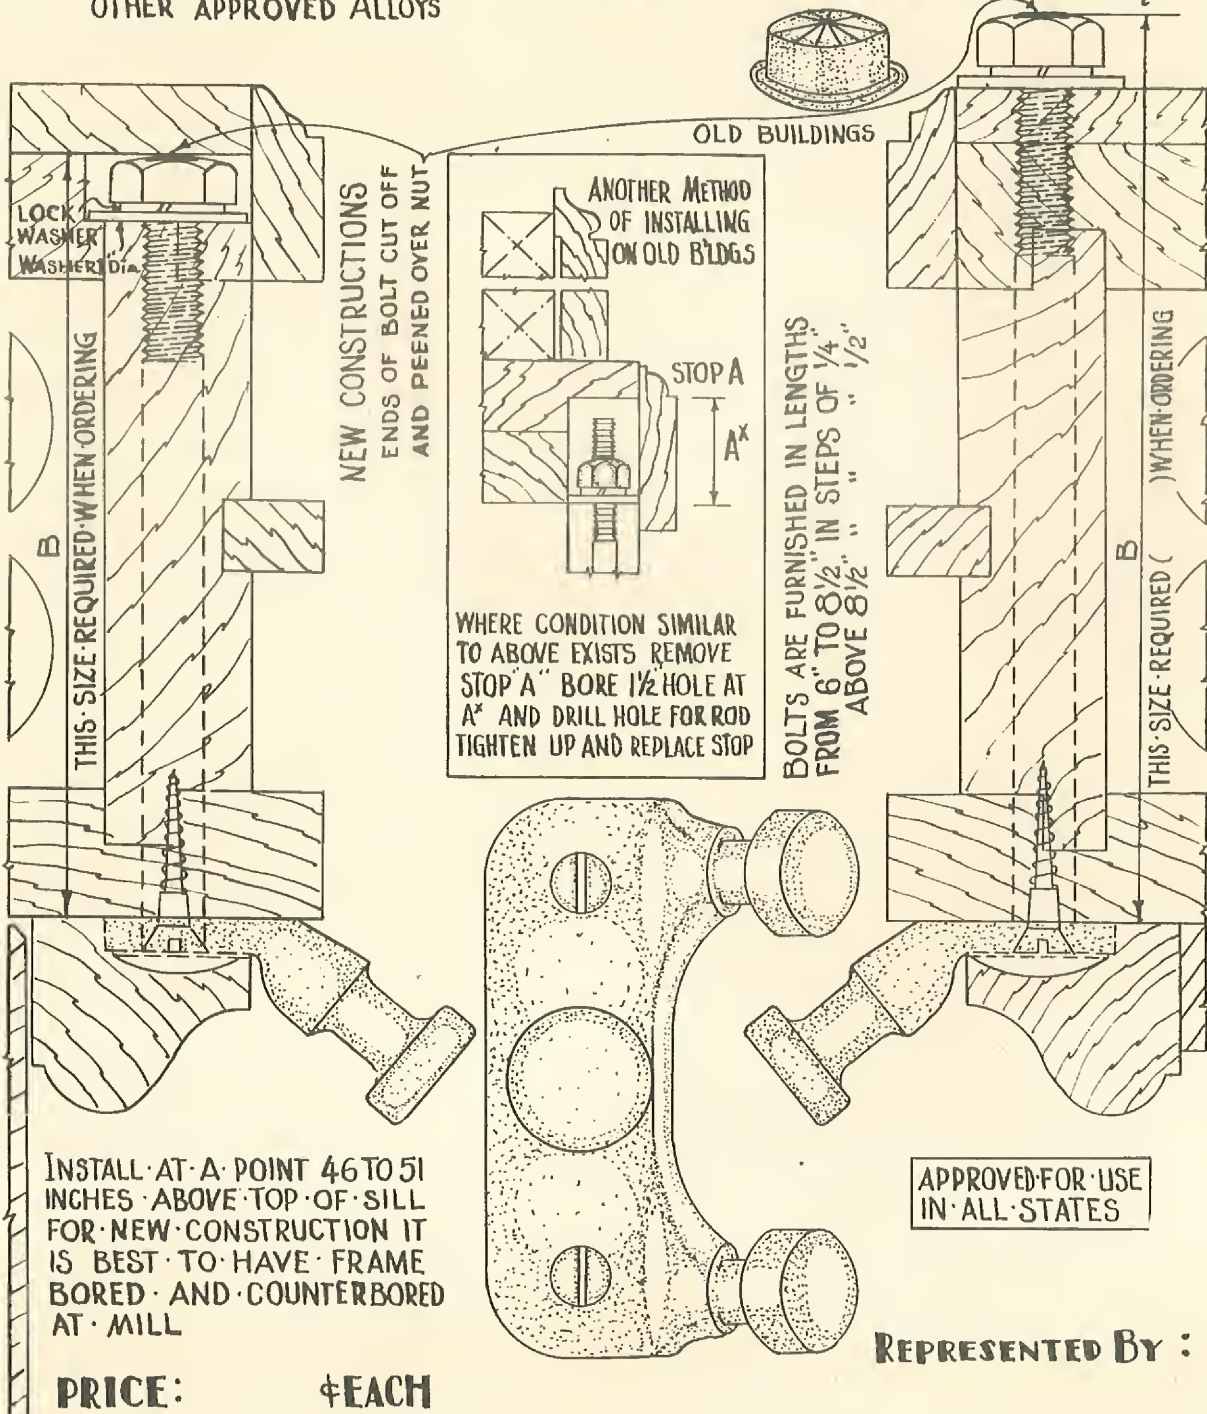 OTHER APPROVED ALLOYS
OLD BUILDINGS
LOCK
WASHER
WASHER 1" Dia.
NEW CONSTRUCTIONS
ENDS OF BOLT CUT OFF
AND PEENED OVER NUT
ANOTHER METHOD
OF INSTALLING
ON OLD B'LDGS
STOP A
Aˣ
WHERE CONDITION SIMILAR
TO ABOVE EXISTS REMOVE
STOP "A" BORE 1½" HOLE AT
Aˣ AND DRILL HOLE FOR ROD
TIGHTEN UP AND REPLACE STOP
BOLTS ARE FURNISHED IN LENGTHS
FROM 6" TO 8½" IN STEPS OF ¼"
ABOVE 8½" " " " ½"
B
THIS·SIZE·REQUIRED·WHEN·ORDERING
B
THIS·SIZE·REQUIRED ( ) WHEN·ORDERING
INSTALL·AT·A·POINT 46 TO 51
INCHES·ABOVE·TOP·OF·SILL
FOR·NEW·CONSTRUCTION IT
IS BEST·TO·HAVE·FRAME
BORED·AND·COUNTERBORED
AT·MILL
APPROVED·FOR·USE
IN·ALL·STATES
REPRESENTED BY:
PRICE: ¢EACH